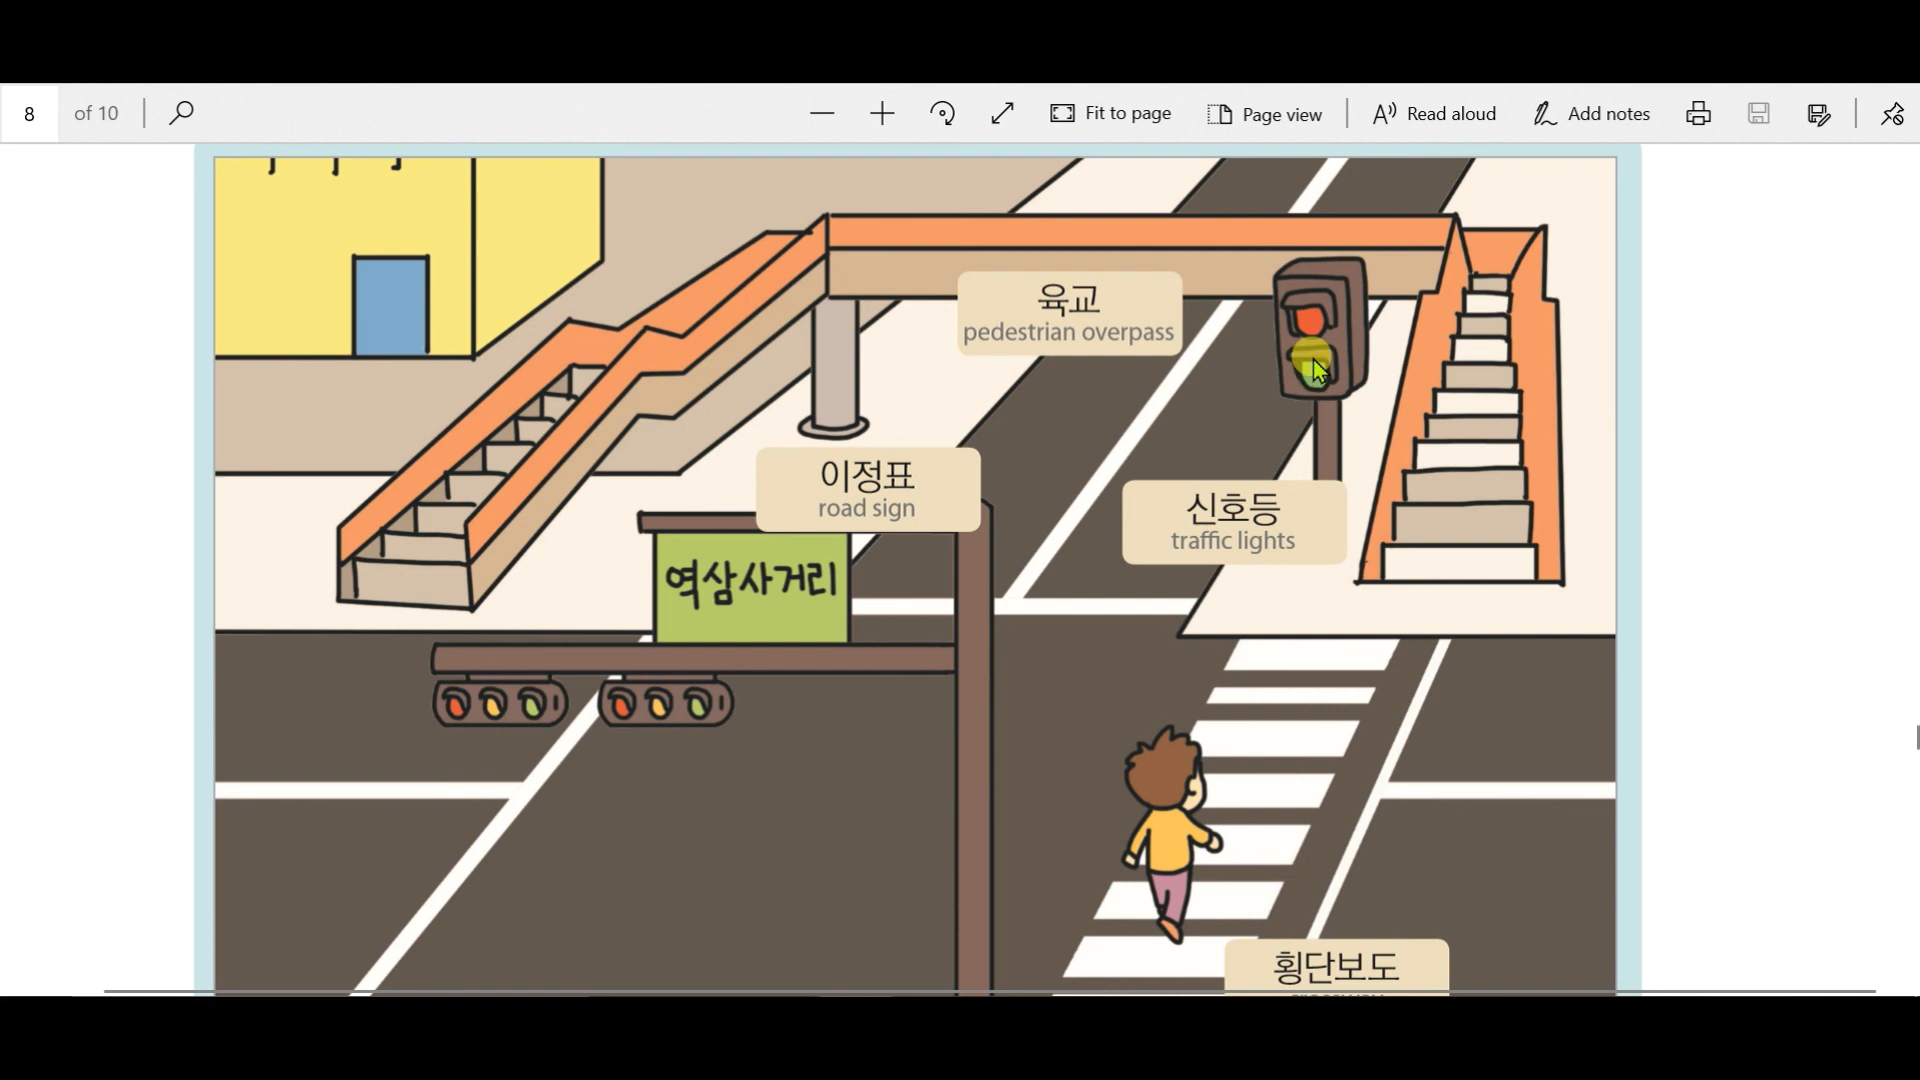 8 of 10 Fit to page Page view Read aloud Add notes
육교
pedestrian overpass
이정표
road sign
신호등
traffic lights
역삼사거리
횡단보도